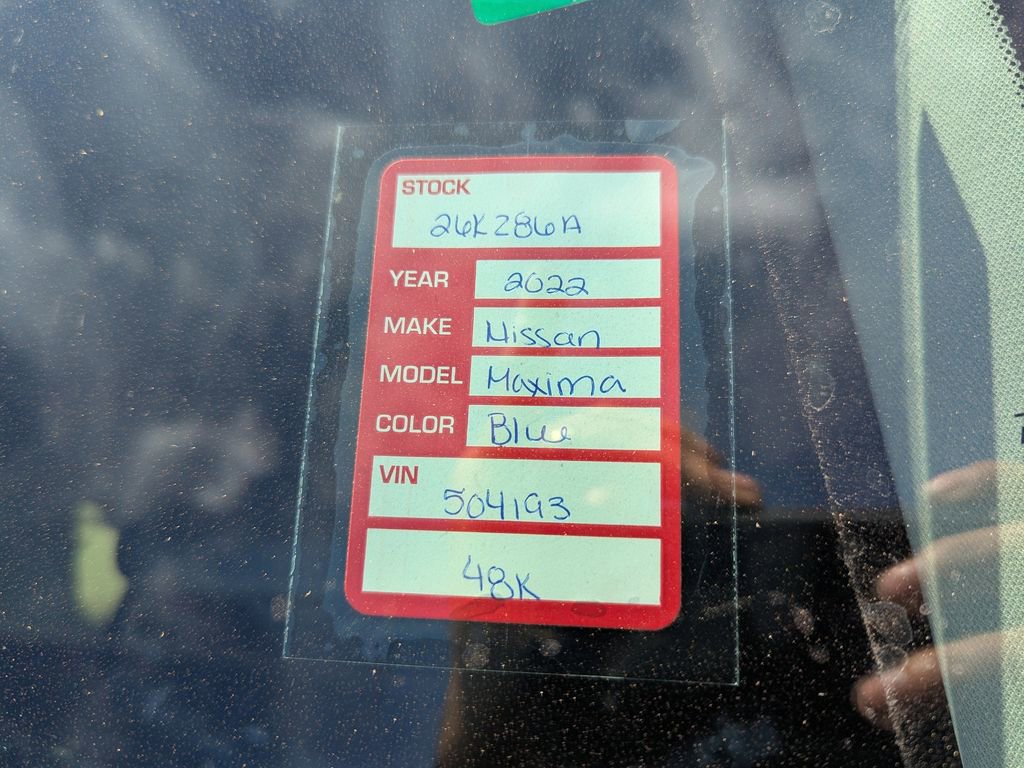 STOCK
26K286A
YEAR 2022
MAKE Nissan
MODEL Maxima
COLOR Blue
VIN
504193
48K